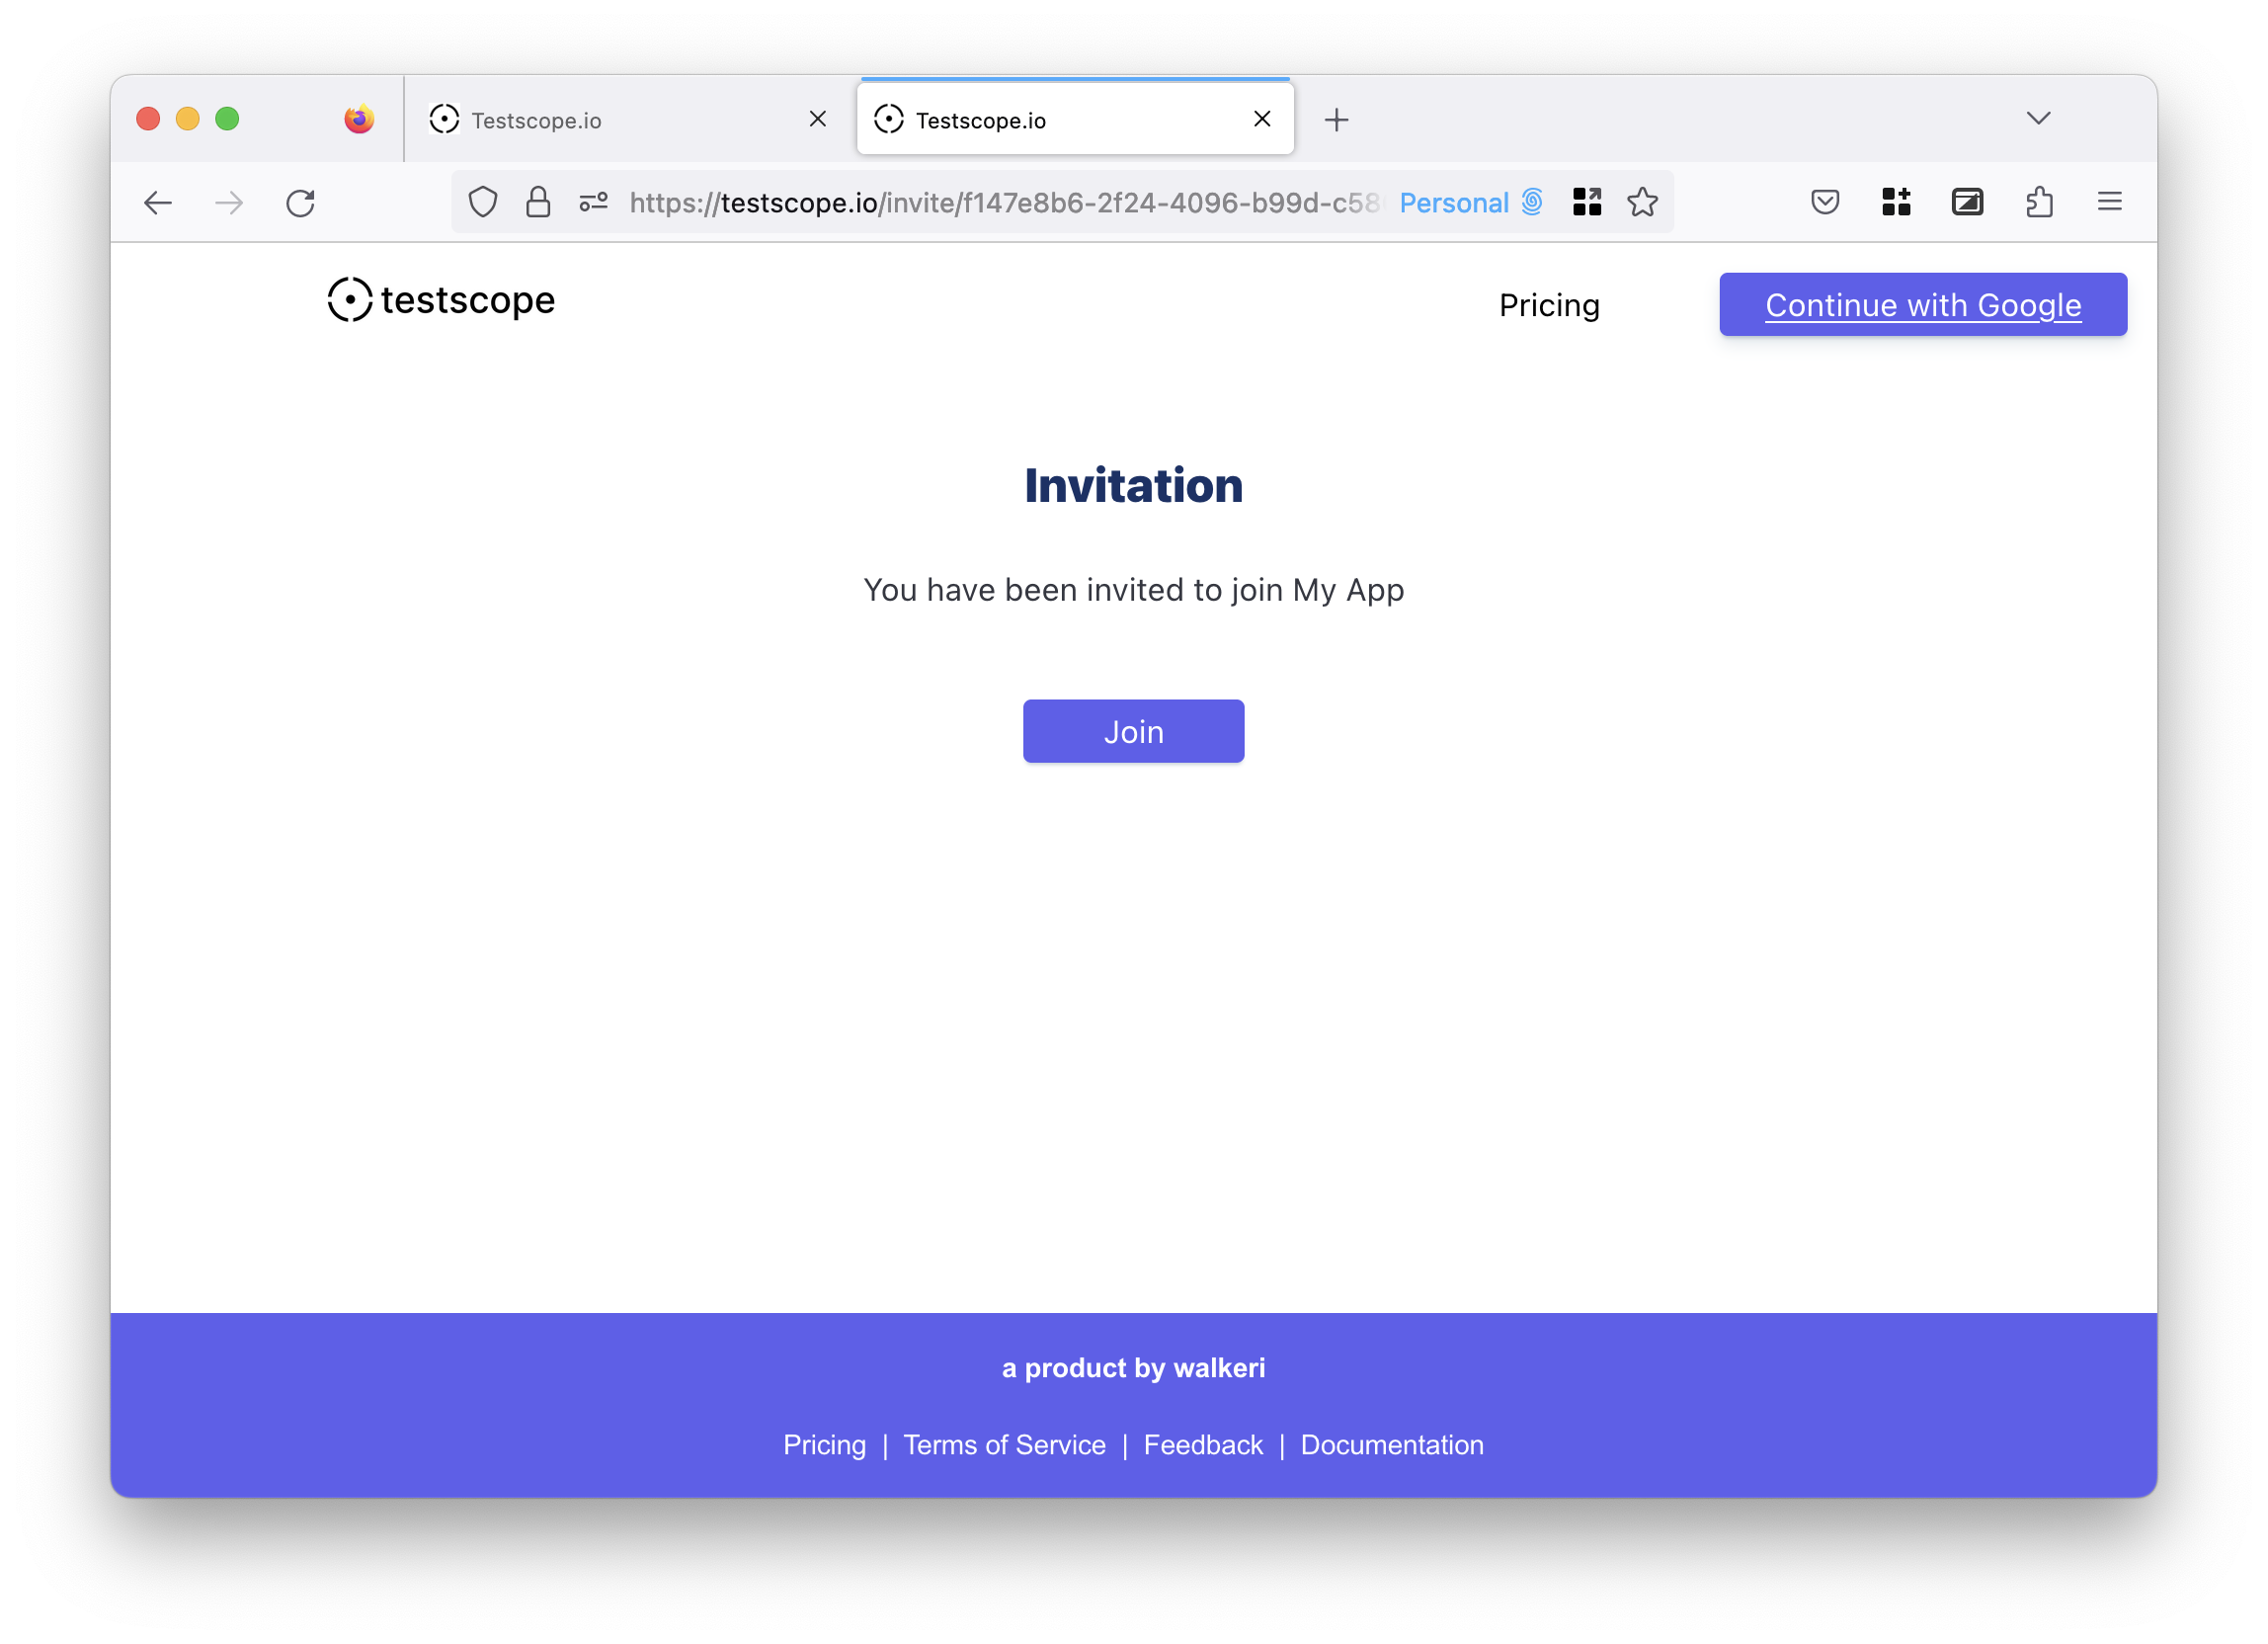 Testscope.io
Testscope.io
https://testscope.io/invite/f147e8b6-2f24-4096-b99d-c58
Personal
testscope
Pricing
Continue with Google
Invitation
You have been invited to join My App
Join
a product by walkeri
Pricing | Terms of Service | Feedback | Documentation